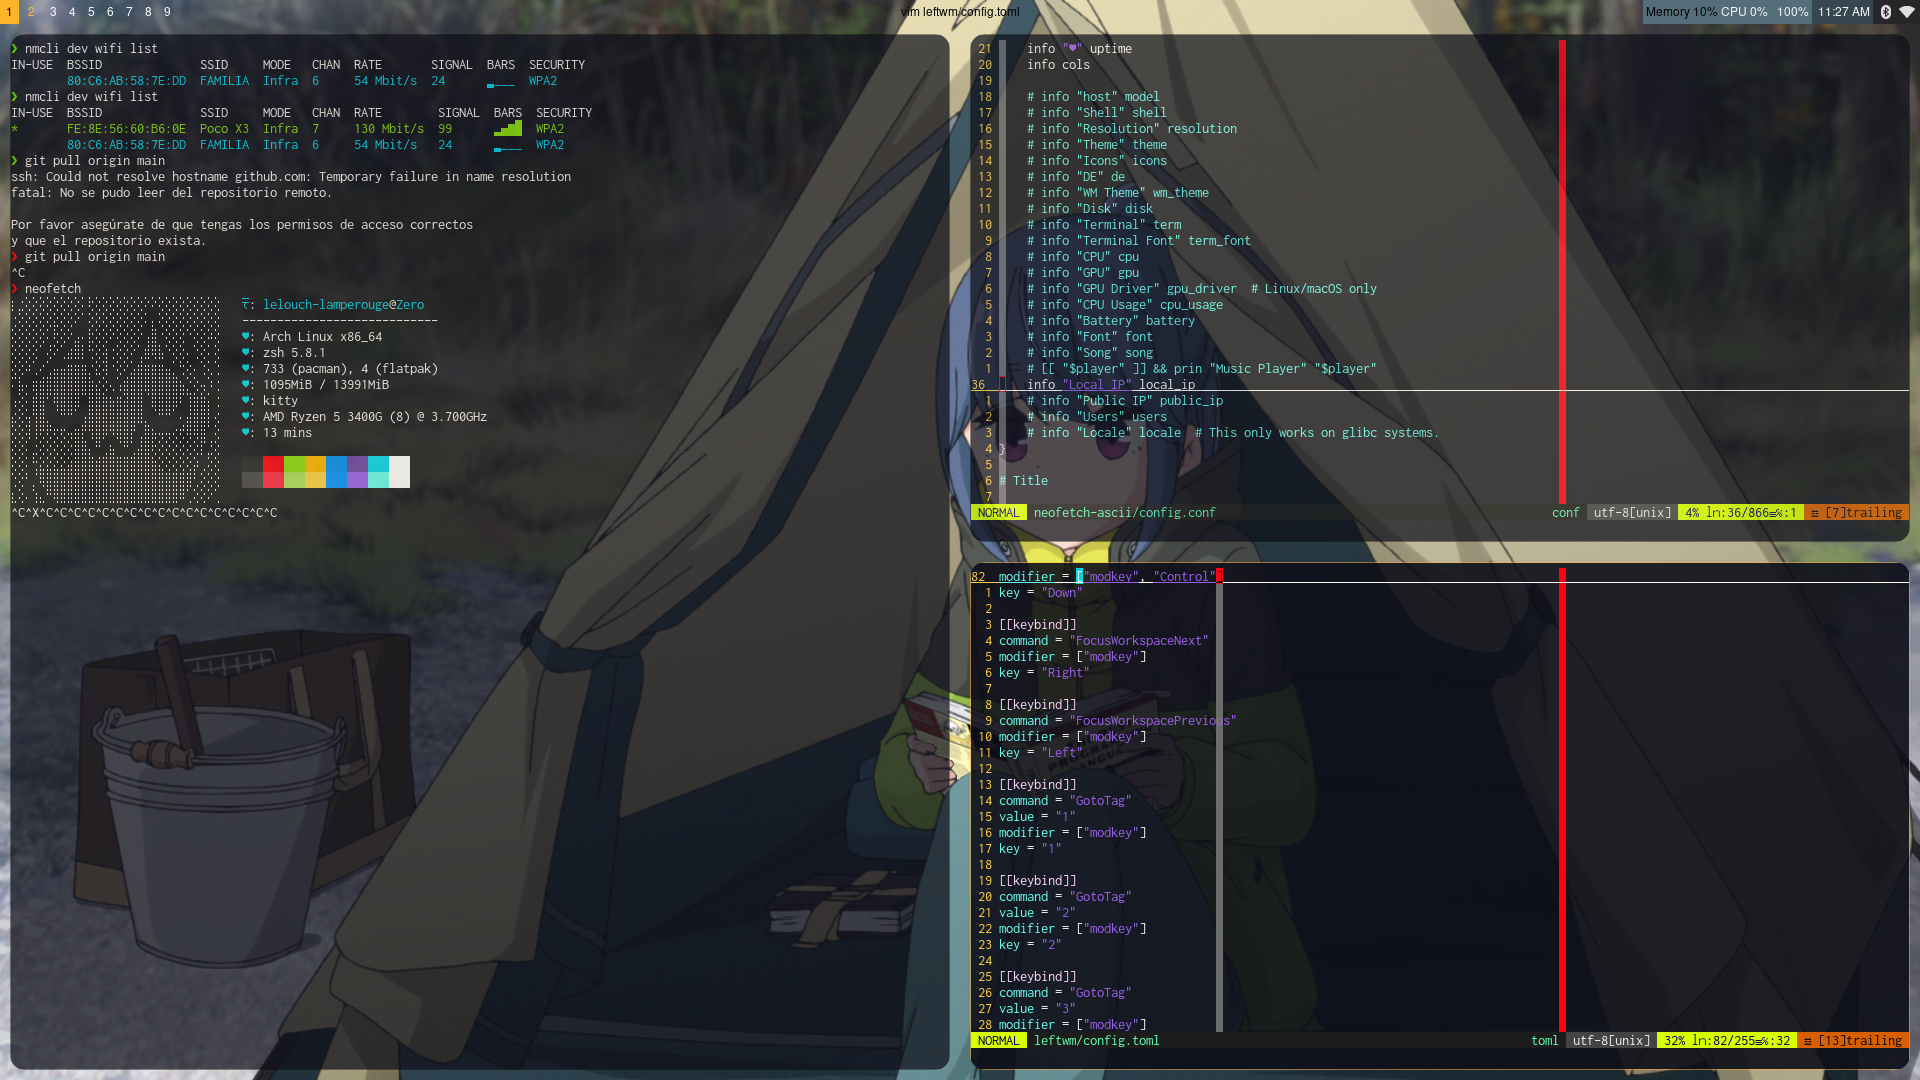 1 2 3 4 5 6 7 8 9
vim leftwm/config.toml
Memory 10% CPU 0% 100% 11:27 AM
❯ nmcli dev wifi list
IN-USE BSSID SSID MODE CHAN RATE SIGNAL BARS SECURITY
80:C6:AB:58:7E:DD FAMILIA Infra 6 54 Mbit/s 24 ▂___ WPA2
❯ nmcli dev wifi list
IN-USE BSSID SSID MODE CHAN RATE SIGNAL BARS SECURITY
* FE:8E:56:60:B6:0E Poco X3 Infra 7 130 Mbit/s 99 ▂▄▆█ WPA2
80:C6:AB:58:7E:DD FAMILIA Infra 6 54 Mbit/s 24 ▂___ WPA2
❯ git pull origin main
ssh: Could not resolve hostname github.com: Temporary failure in name resolution
fatal: No se pudo leer del repositorio remoto.
Por favor asegúrate de que tengas los permisos de acceso correctos
y que el repositorio exista.
❯ git pull origin main
^C
❯ neofetch
: lelouch-lamperouge@Zero
----------------------------
♥: Arch Linux x86_64
♥: zsh 5.8.1
♥: 733 (pacman), 4 (flatpak)
♥: 1095MiB / 13991MiB
♥: kitty
♥: AMD Ryzen 5 3400G (8) @ 3.700GHz
♥: 13 mins
^C^X^C^C^C^C^C^C^C^C^C^C^C^C^C^C^C^C^C
21 info "♥" uptime
20 info cols
19
18 # info "host" model
17 # info "Shell" shell
16 # info "Resolution" resolution
15 # info "Theme" theme
14 # info "Icons" icons
13 # info "DE" de
12 # info "WM Theme" wm_theme
11 # info "Disk" disk
10 # info "Terminal" term
9 # info "Terminal Font" term_font
8 # info "CPU" cpu
7 # info "GPU" gpu
6 # info "GPU Driver" gpu_driver # Linux/macOS only
5 # info "CPU Usage" cpu_usage
4 # info "Battery" battery
3 # info "Font" font
2 # info "Song" song
1 # [[ "$player" ]] && prin "Music Player" "$player"
36 info "Local IP" local_ip
1 # info "Public IP" public_ip
2 # info "Users" users
3 # info "Locale" locale # This only works on glibc systems.
4 }
5
6 # Title
7
NORMAL neofetch-ascii/config.conf conf utf-8[unix] 4% ln:36/866≡%:1 [7]trailing
82 modifier = ["modkey", "Control"]
1 key = "Down"
2
3 [[keybind]]
4 command = "FocusWorkspaceNext"
5 modifier = ["modkey"]
6 key = "Right"
7
8 [[keybind]]
9 command = "FocusWorkspacePrevious"
10 modifier = ["modkey"]
11 key = "Left"
12
13 [[keybind]]
14 command = "GotoTag"
15 value = "1"
16 modifier = ["modkey"]
17 key = "1"
18
19 [[keybind]]
20 command = "GotoTag"
21 value = "2"
22 modifier = ["modkey"]
23 key = "2"
24
25 [[keybind]]
26 command = "GotoTag"
27 value = "3"
28 modifier = ["modkey"]
NORMAL leftwm/config.toml toml utf-8[unix] 32% ln:82/255≡%:32 [13]trailing